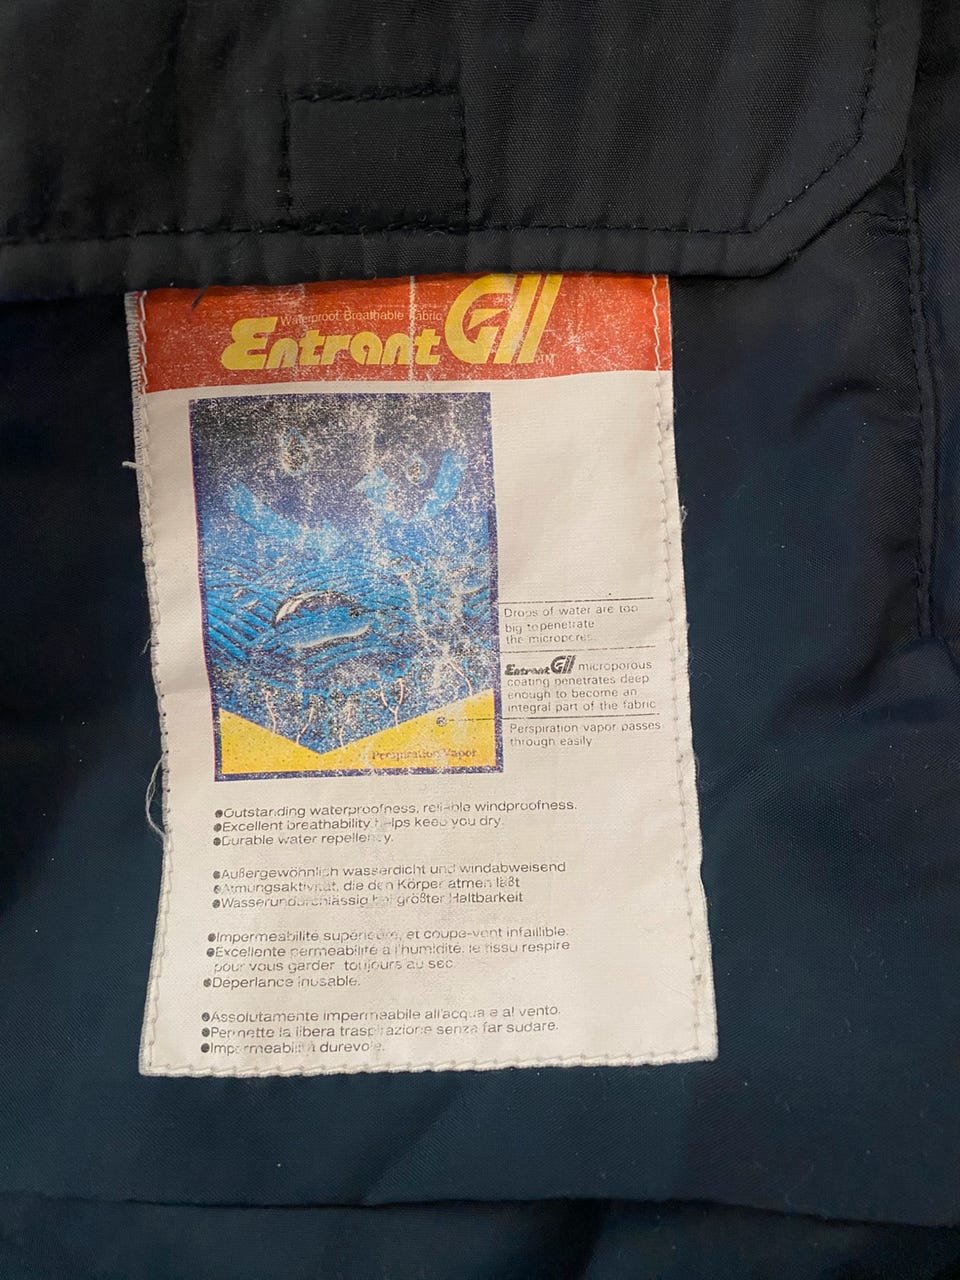 Waterproof Breathable Fabric
Entrant GII
TM
Drops of water are too
big to penetrate
the micropores.
Entrant GII microporous
coating penetrates deep
enough to become an
integral part of the fabric
Perspiration vapor passes
through easily
Perspiration Vapor
●Outstanding waterproofness, reliable windproofness.
●Excellent breathability helps keep you dry.
●Durable water repellency.
●Außergewöhnlich wasserdicht und windabweisend
●Atmungsaktivität, die den Körper atmen läßt
●Wasserundurchlässig bei größter Haltbarkeit
●Impermeabilité supérieure, et coupe-vent infaillible.
●Excellente permeabilité a l'humidité, le tissu respire
pour vous garder toujours au sec.
●Déperlance inusable.
●Assolutamente impermeabile all'acqua e al vento.
●Permette la libera traspirazione senza far sudare.
●Impermeabilità durevole.